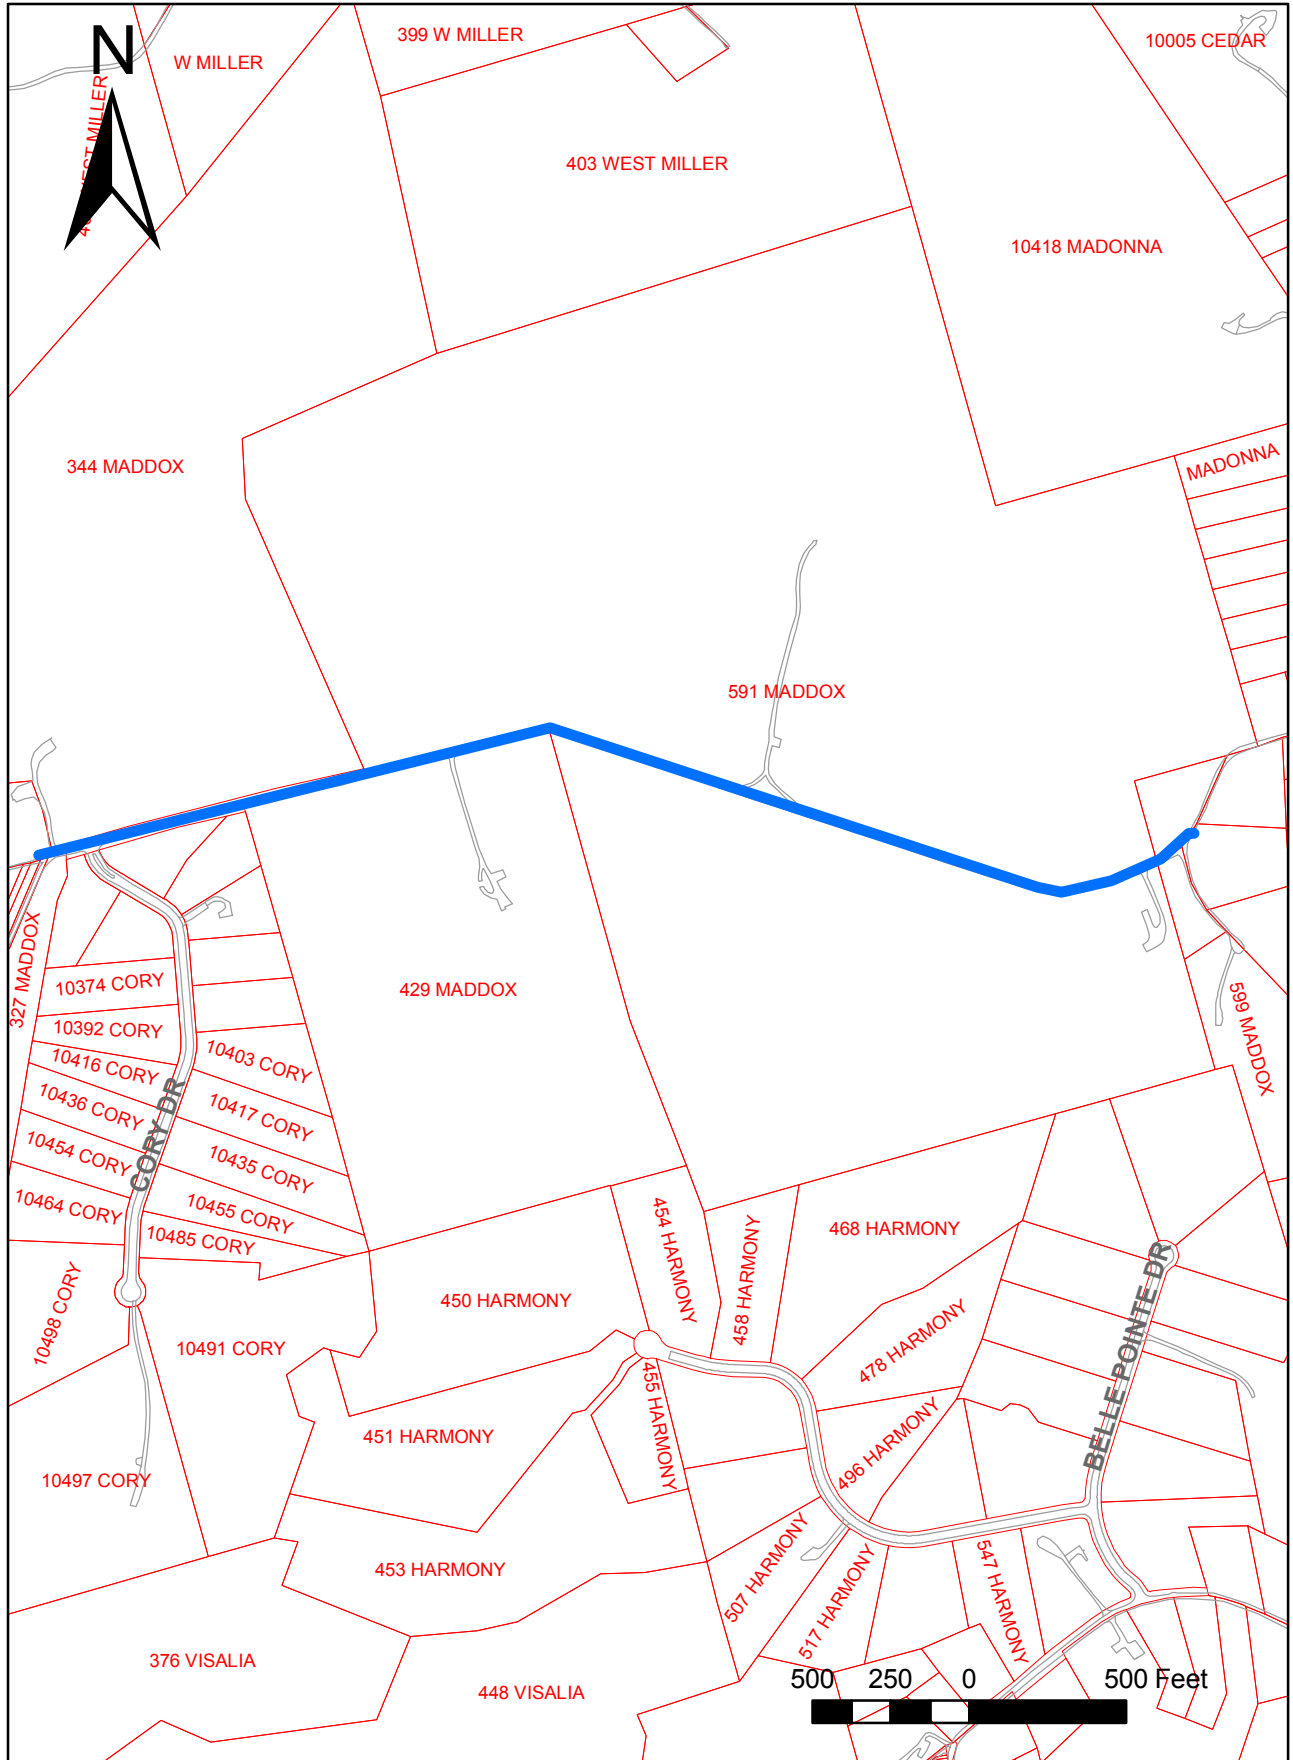 N
399 W MILLER
10005 CEDAR
W MILLER
WEST MILLER
403 WEST MILLER
10418 MADONNA
344 MADDOX
MADONNA
591 MADDOX
327 MADDOX
10374 CORY
429 MADDOX
599 MADDOX
10392 CORY
10403 CORY
10416 CORY
10436 CORY
10417 CORY
CORY DR
10454 CORY
10435 CORY
10464 CORY
10455 CORY
10485 CORY
454 HARMONY
458 HARMONY
468 HARMONY
10498 CORY
450 HARMONY
BELLE POINTE DR
10491 CORY
478 HARMONY
455 HARMONY
451 HARMONY
496 HARMONY
10497 CORY
453 HARMONY
507 HARMONY
517 HARMONY
547 HARMONY
376 VISALIA
448 VISALIA
500 250 0 500 Feet